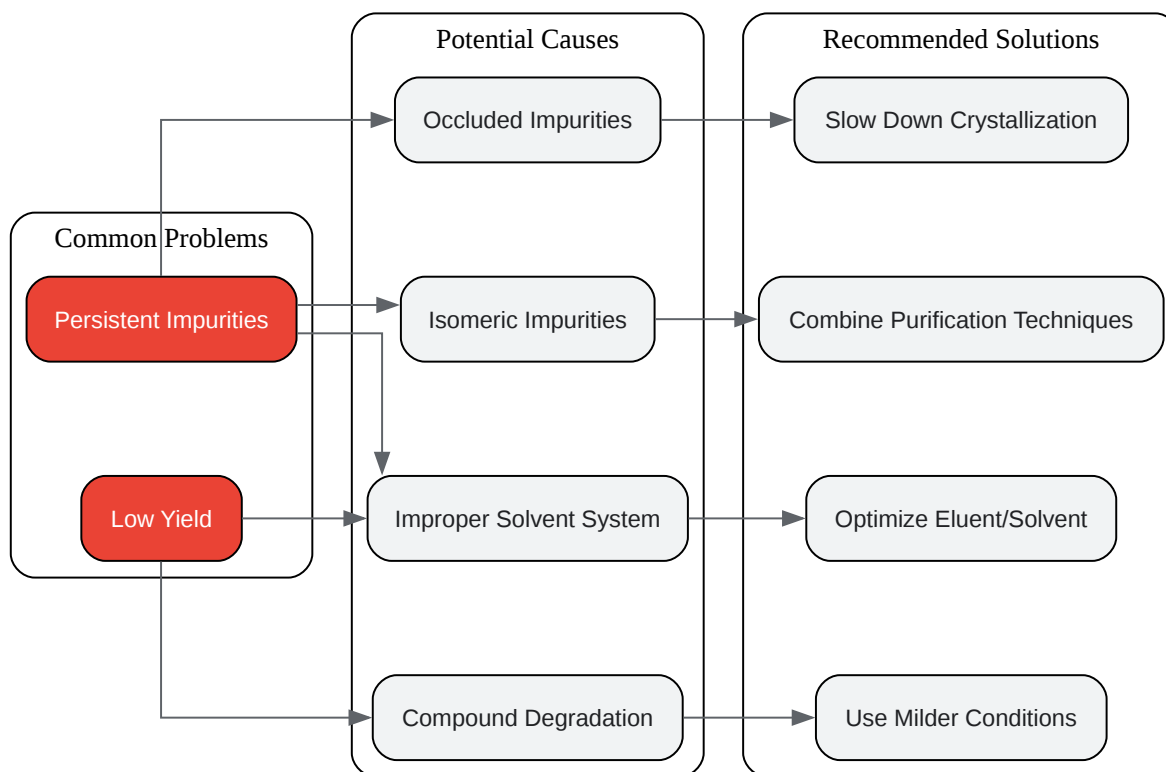 Potential Causes
Recommended Solutions
Occluded Impurities
Slow Down Crystallization
Common Problems
Persistent Impurities
Isomeric Impurities
Combine Purification Techniques
Low Yield
Improper Solvent System
Optimize Eluent/Solvent
Compound Degradation
Use Milder Conditions